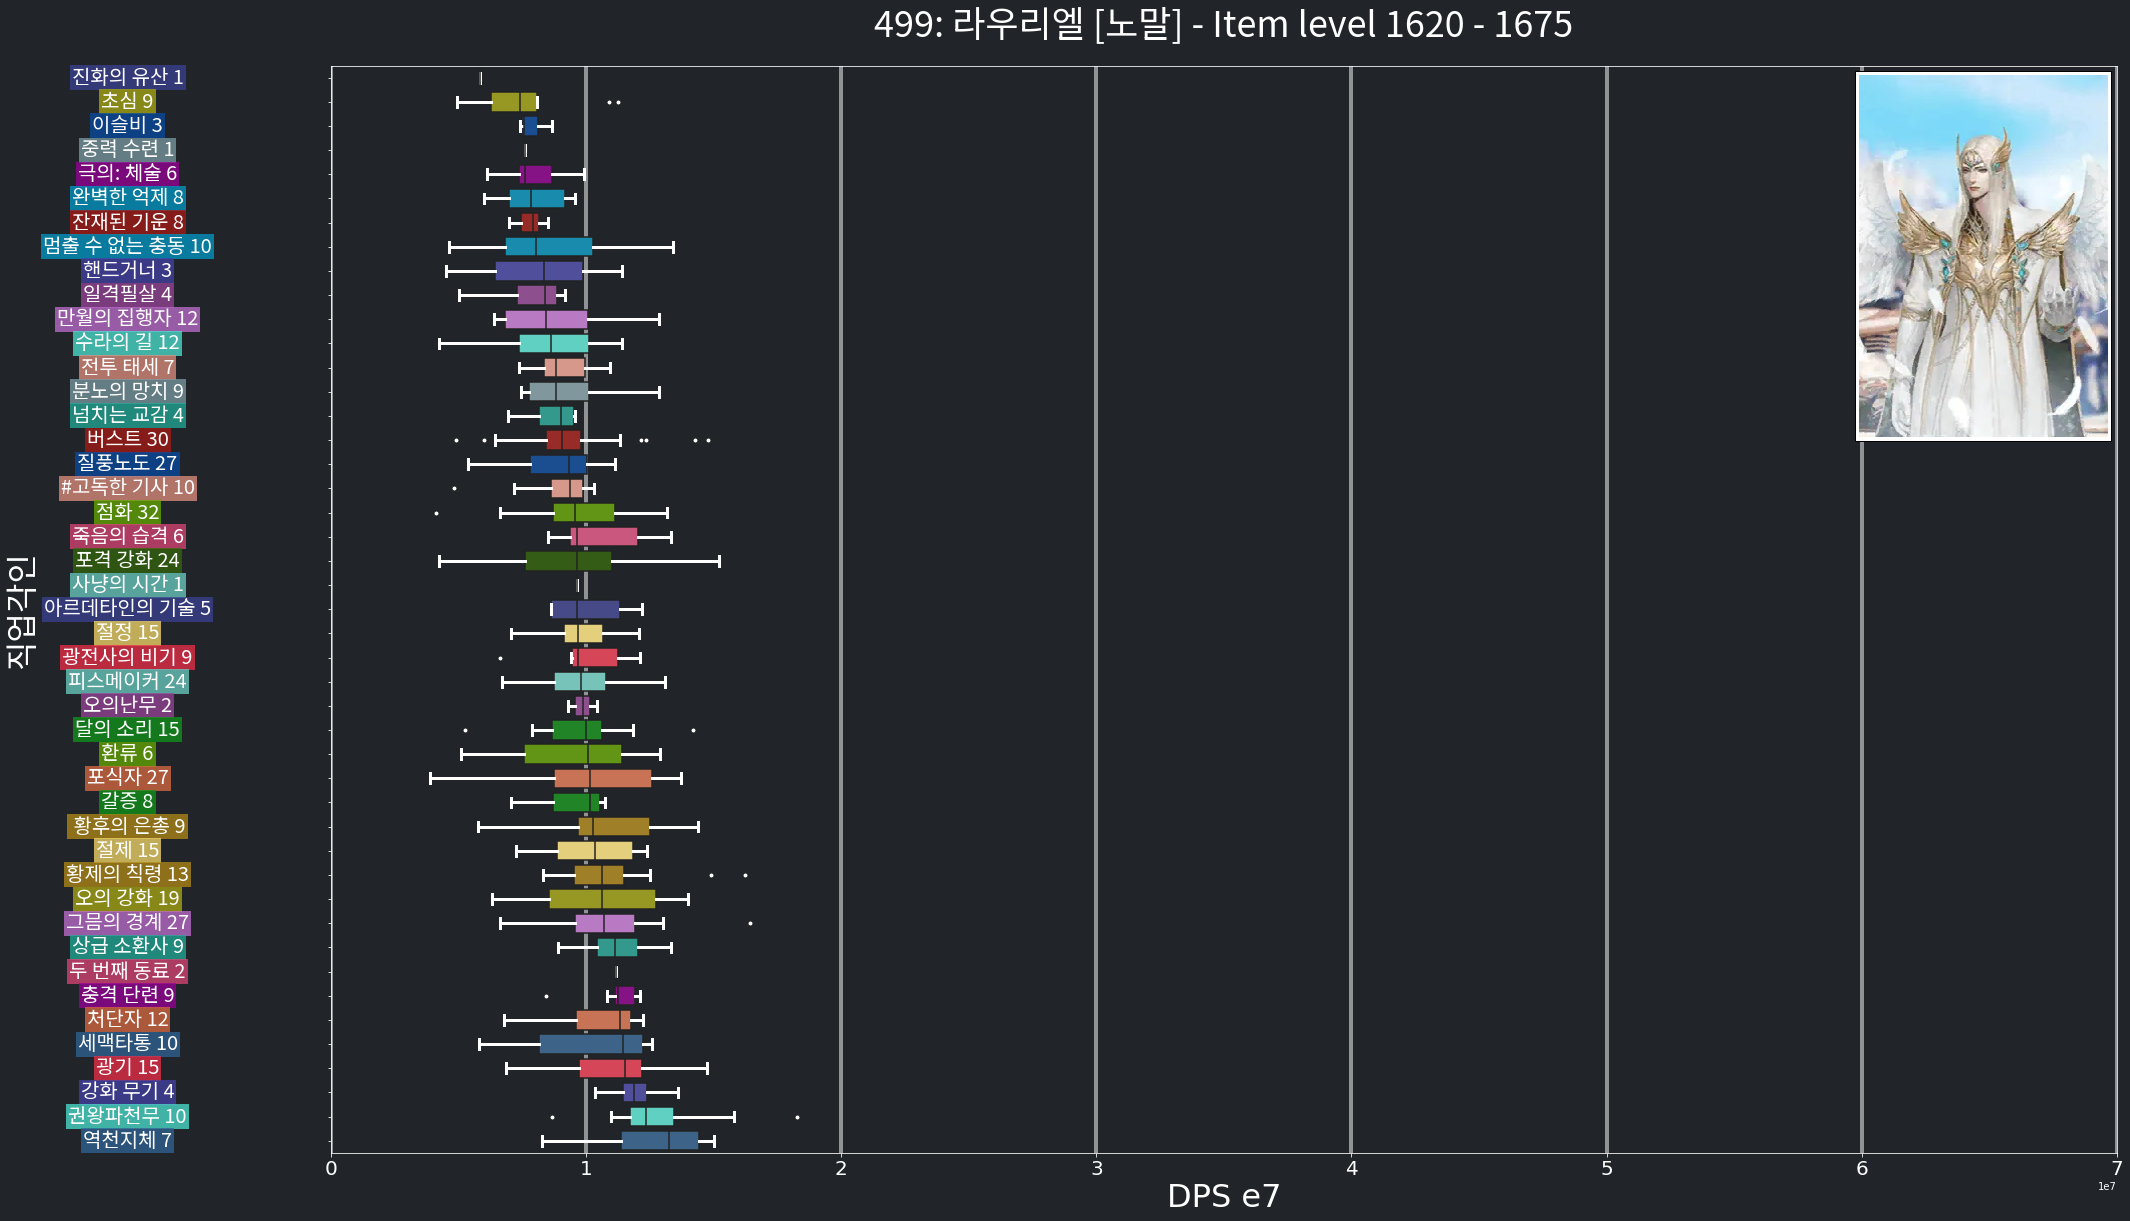 499: 라우리엘 [노말] - Item level 1620 - 1675
진화의 유산 1
초심 9
이슬비 3
중력 수련 1
극의: 체술 6
완벽한 억제 8
잔재된 기운 8
멈출 수 없는 충동 10
핸드거너 3
일격필살 4
만월의 집행자 12
수라의 길 12
전투 태세 7
분노의 망치 9
넘치는 교감 4
버스트 30
질풍노도 27
#고독한 기사 10
점화 32
죽음의 습격 6
포격 강화 24
사냥의 시간 1
아르데타인의 기술 5
절정 15
광전사의 비기 9
피스메이커 24
오의난무 2
달의 소리 15
환류 6
포식자 27
갈증 8
황후의 은총 9
절제 15
황제의 칙령 13
오의 강화 19
그믐의 경계 27
상급 소환사 9
두 번째 동료 2
충격 단련 9
처단자 12
세맥타통 10
광기 15
강화 무기 4
권왕파천무 10
역천지체 7
직업각인
0 1 2 3 4 5 6 7
1e7
DPS e7